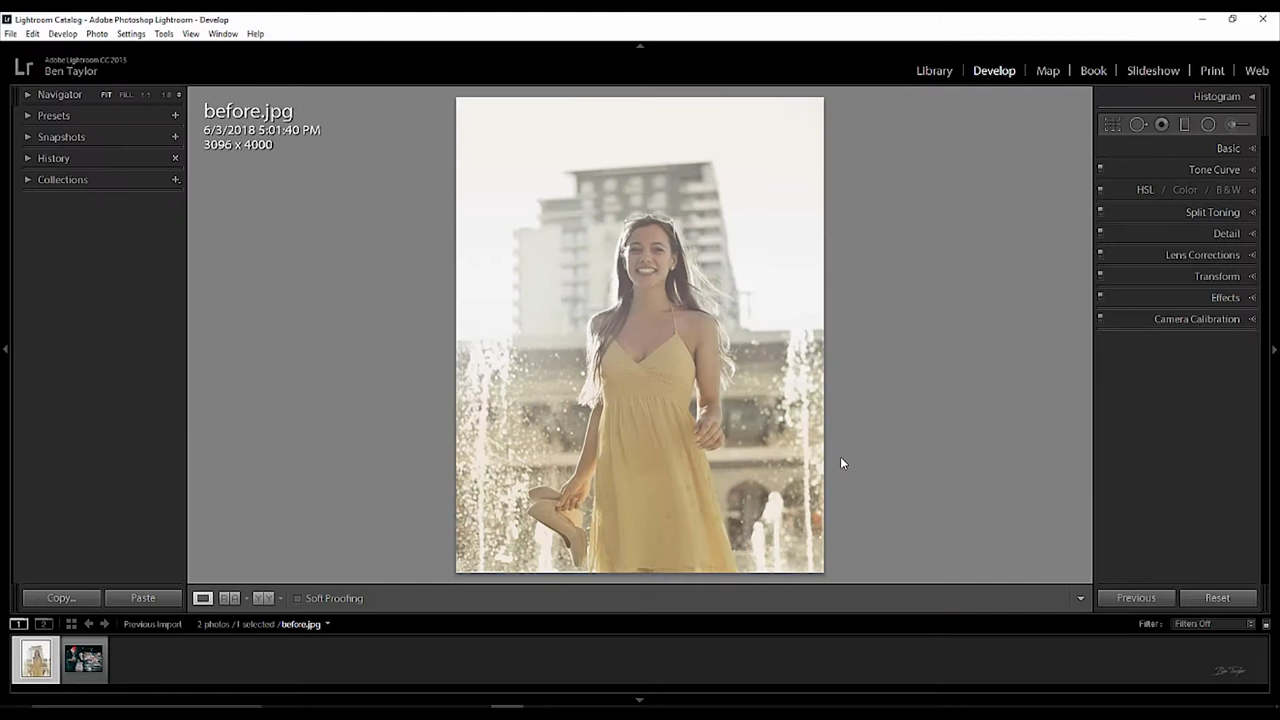 Lightroom Catalog - Adobe Photoshop Lightroom - Develop
File Edit Develop Photo Settings Tools View Window Help
Lr Adobe Lightroom CC 2015
Ben Taylor
Library | Develop | Map | Book | Slideshow | Print | Web
Navigator FIT FILL 1:1
Presets
Snapshots
History
Collections
before.jpg
6/3/2018 5:01:40 PM
3096 x 4000
Histogram
Basic
Tone Curve
HSL / Color / B & W
Split Toning
Detail
Lens Corrections
Transform
Effects
Camera Calibration
Copy... Paste
Soft Proofing
Previous Reset
1 2 Previous Import 2 photos / 1 selected / before.jpg
Filter : Filters Off
Ben Taylor